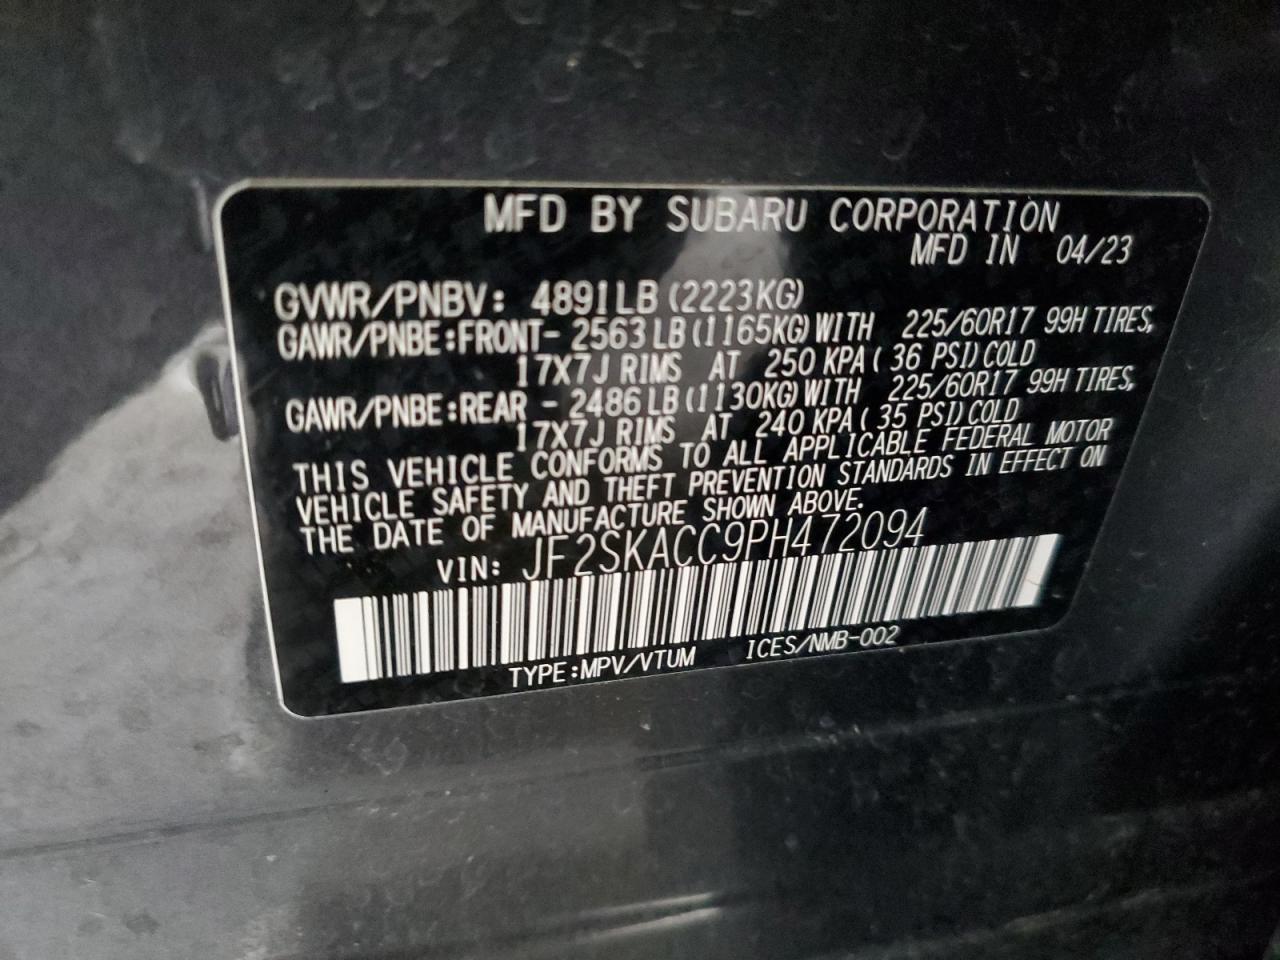 MFD BY SUBARU CORPORATION
MFD IN 04/23
GVWR/PNBV: 4891LB (2223KG)
GAWR/PNBE:FRONT- 2563LB (1165KG) WITH 225/60R17 99H TIRES,
17X7J RIMS AT 250 KPA ( 36 PSI) COLD
GAWR/PNBE:REAR - 2486LB (1130KG) WITH 225/60R17 99H TIRES,
17X7J RIMS AT 240 KPA ( 35 PSI) COLD
THIS VEHICLE CONFORMS TO ALL APPLICABLE FEDERAL MOTOR
VEHICLE SAFETY AND THEFT PREVENTION STANDARDS IN EFFECT ON
THE DATE OF MANUFACTURE SHOWN ABOVE.
VIN: JF2SKACC9PH472094
TYPE:MPV/VTUM ICES/NMB-002